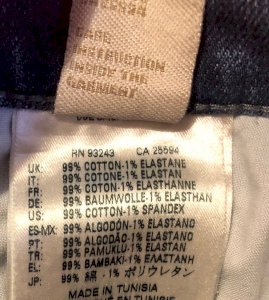 CARE
INSTRUCTION
INSIDE THE
GARMENT
RN 93243 CA 25594
UK: 99% COTTON-1% ELASTANE
IT: 99% COTONE-1% ELASTAN
FR: 99% COTON-1% ELASTHANNE
DE: 99% BAUMWOLLE-1% ELASTHAN
US: 99% COTTON-1% SPANDEX
ES-MX: 99% ALGODÓN-1% ELASTANO
PT: 99% ALGODÃO-1% ELASTANO
TR: 99% PAMUKLU-1% ELASTAN
EL: 99% BAMBAKI-1% ΕΛΑΣΤΑΝΗ
JP: 99% 綿 -1% ポリウレタン
MADE IN TUNISIA
EN TUNISIE